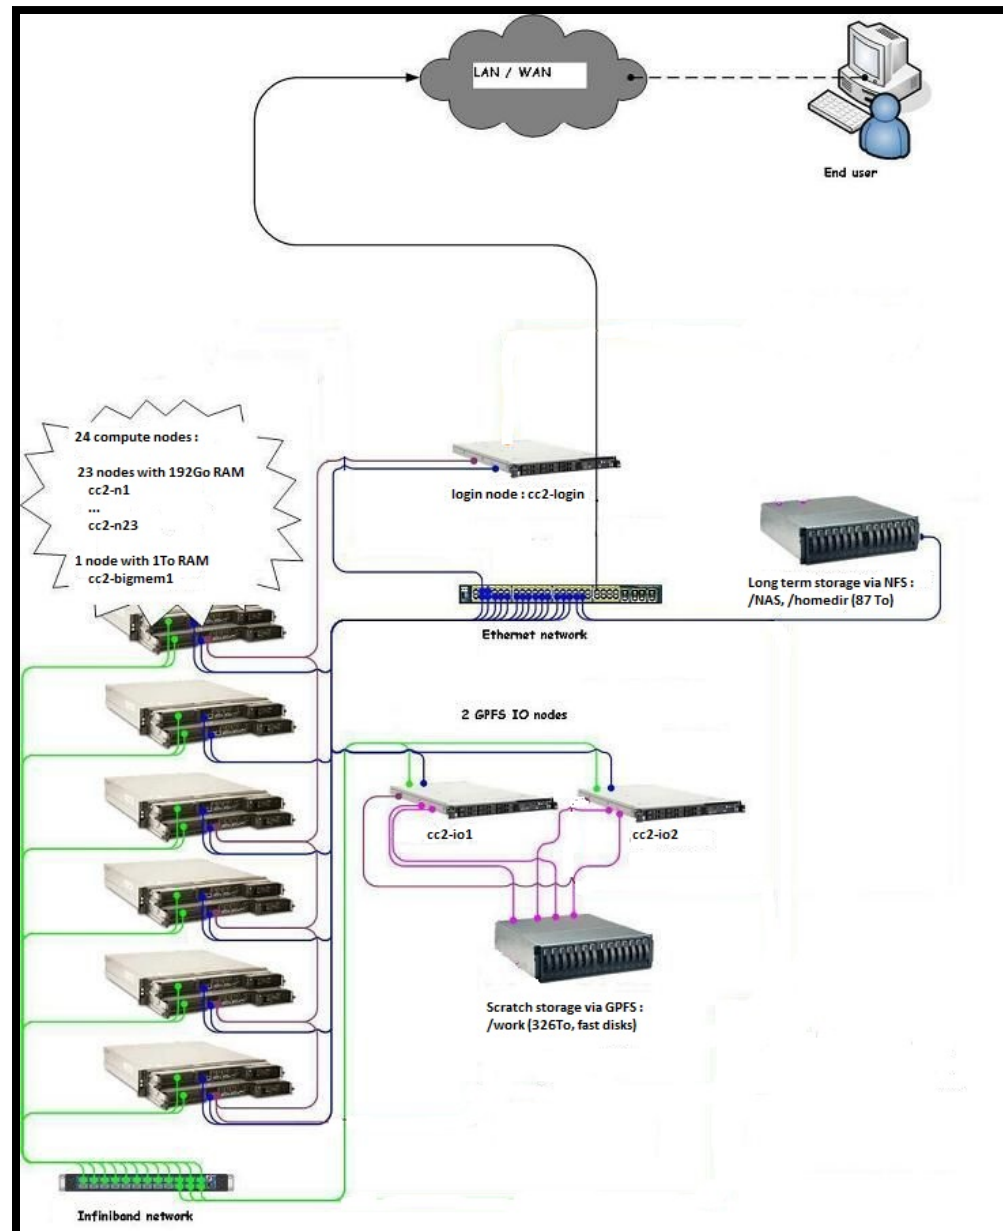 LAN / WAN
End user
24 compute nodes :
23 nodes with 192Go RAM
cc2-n1
...
cc2-n23
1 node with 1To RAM
cc2-bigmem1
login node : cc2-login
Long term storage via NFS :
/NAS, /homedir (87 To)
Ethernet network
2 GPFS IO nodes
cc2-io1
cc2-io2
Scratch storage via GPFS :
/work (326To, fast disks)
Infiniband network